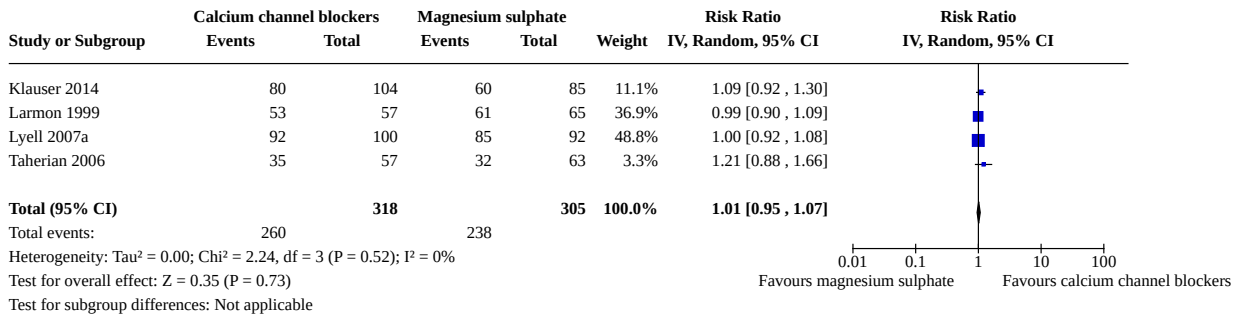 Calcium channel blockers Magnesium sulphate Risk Ratio Risk Ratio
Study or Subgroup Events Total Events Total Weight IV, Random, 95% CI IV, Random, 95% CI
Klauser 2014 80 104 60 85 11.1% 1.09 [0.92 , 1.30]
Larmon 1999 53 57 61 65 36.9% 0.99 [0.90 , 1.09]
Lyell 2007a 92 100 85 92 48.8% 1.00 [0.92 , 1.08]
Taherian 2006 35 57 32 63 3.3% 1.21 [0.88 , 1.66]
Total (95% CI) 318 305 100.0% 1.01 [0.95 , 1.07]
Total events: 260 238
Heterogeneity: Tau² = 0.00; Chi² = 2.24, df = 3 (P = 0.52); I² = 0%
0.01 0.1 1 10 100
Test for overall effect: Z = 0.35 (P = 0.73)
Favours magnesium sulphate Favours calcium channel blockers
Test for subgroup differences: Not applicable